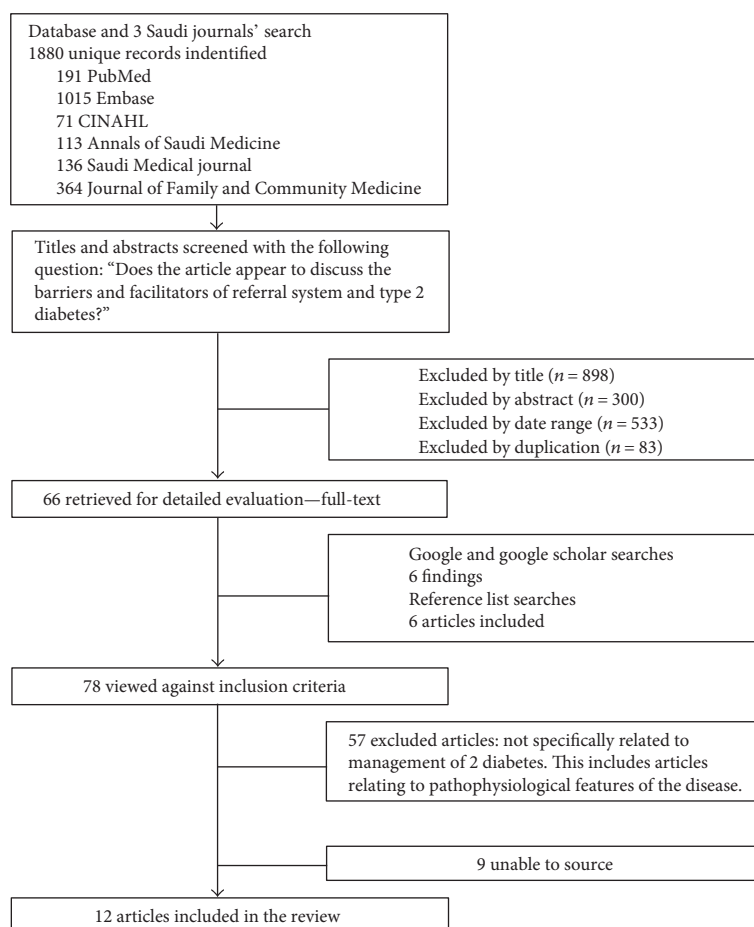 Database and 3 Saudi journals’ search
1880 unique records indentified
191 PubMed
1015 Embase
71 CINAHL
113 Annals of Saudi Medicine
136 Saudi Medical journal
364 Journal of Family and Community Medicine
Titles and abstracts screened with the following
question: “Does the article appear to discuss the
barriers and facilitators of referral system and type 2
diabetes?”
Excluded by title (n = 898)
Excluded by abstract (n = 300)
Excluded by date range (n = 533)
Excluded by duplication (n = 83)
66 retrieved for detailed evaluation—full-text
Google and google scholar searches
6 findings
Reference list searches
6 articles included
78 viewed against inclusion criteria
57 excluded articles: not specifically related to
management of 2 diabetes. This includes articles
relating to pathophysiological features of the disease.
9 unable to source
12 articles included in the review